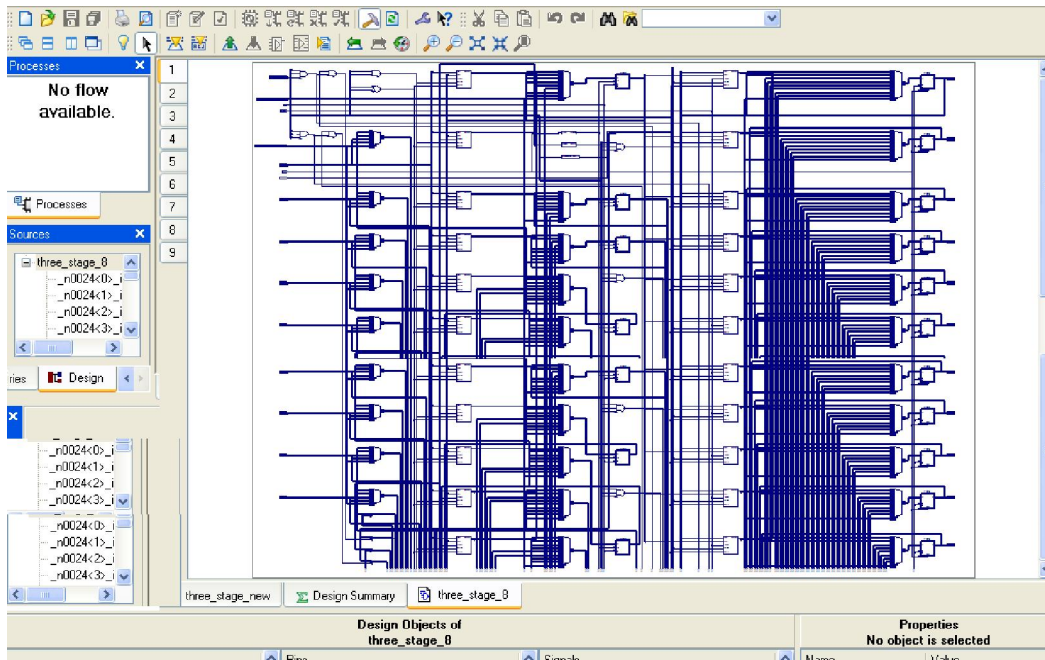 Processes
No flow
available.
Processes
Sources
three_stage_8
_n0024<0>_i
_n0024<1>_i
_n0024<2>_i
_n0024<3>_i
ries
Design
_n0024<0>_i
_n0024<1>_i
_n0024<2>_i
_n0024<3>_i
_n0024<0>_i
_n0024<1>_i
_n0024<2>_i
_n0024<3>_i
1
2
3
4
5
6
7
8
9
three_stage_new
Design Summary
three_stage_8
Design Objects of
three_stage_8
Properties
No object is selected
Pins
Signals
Name
Value